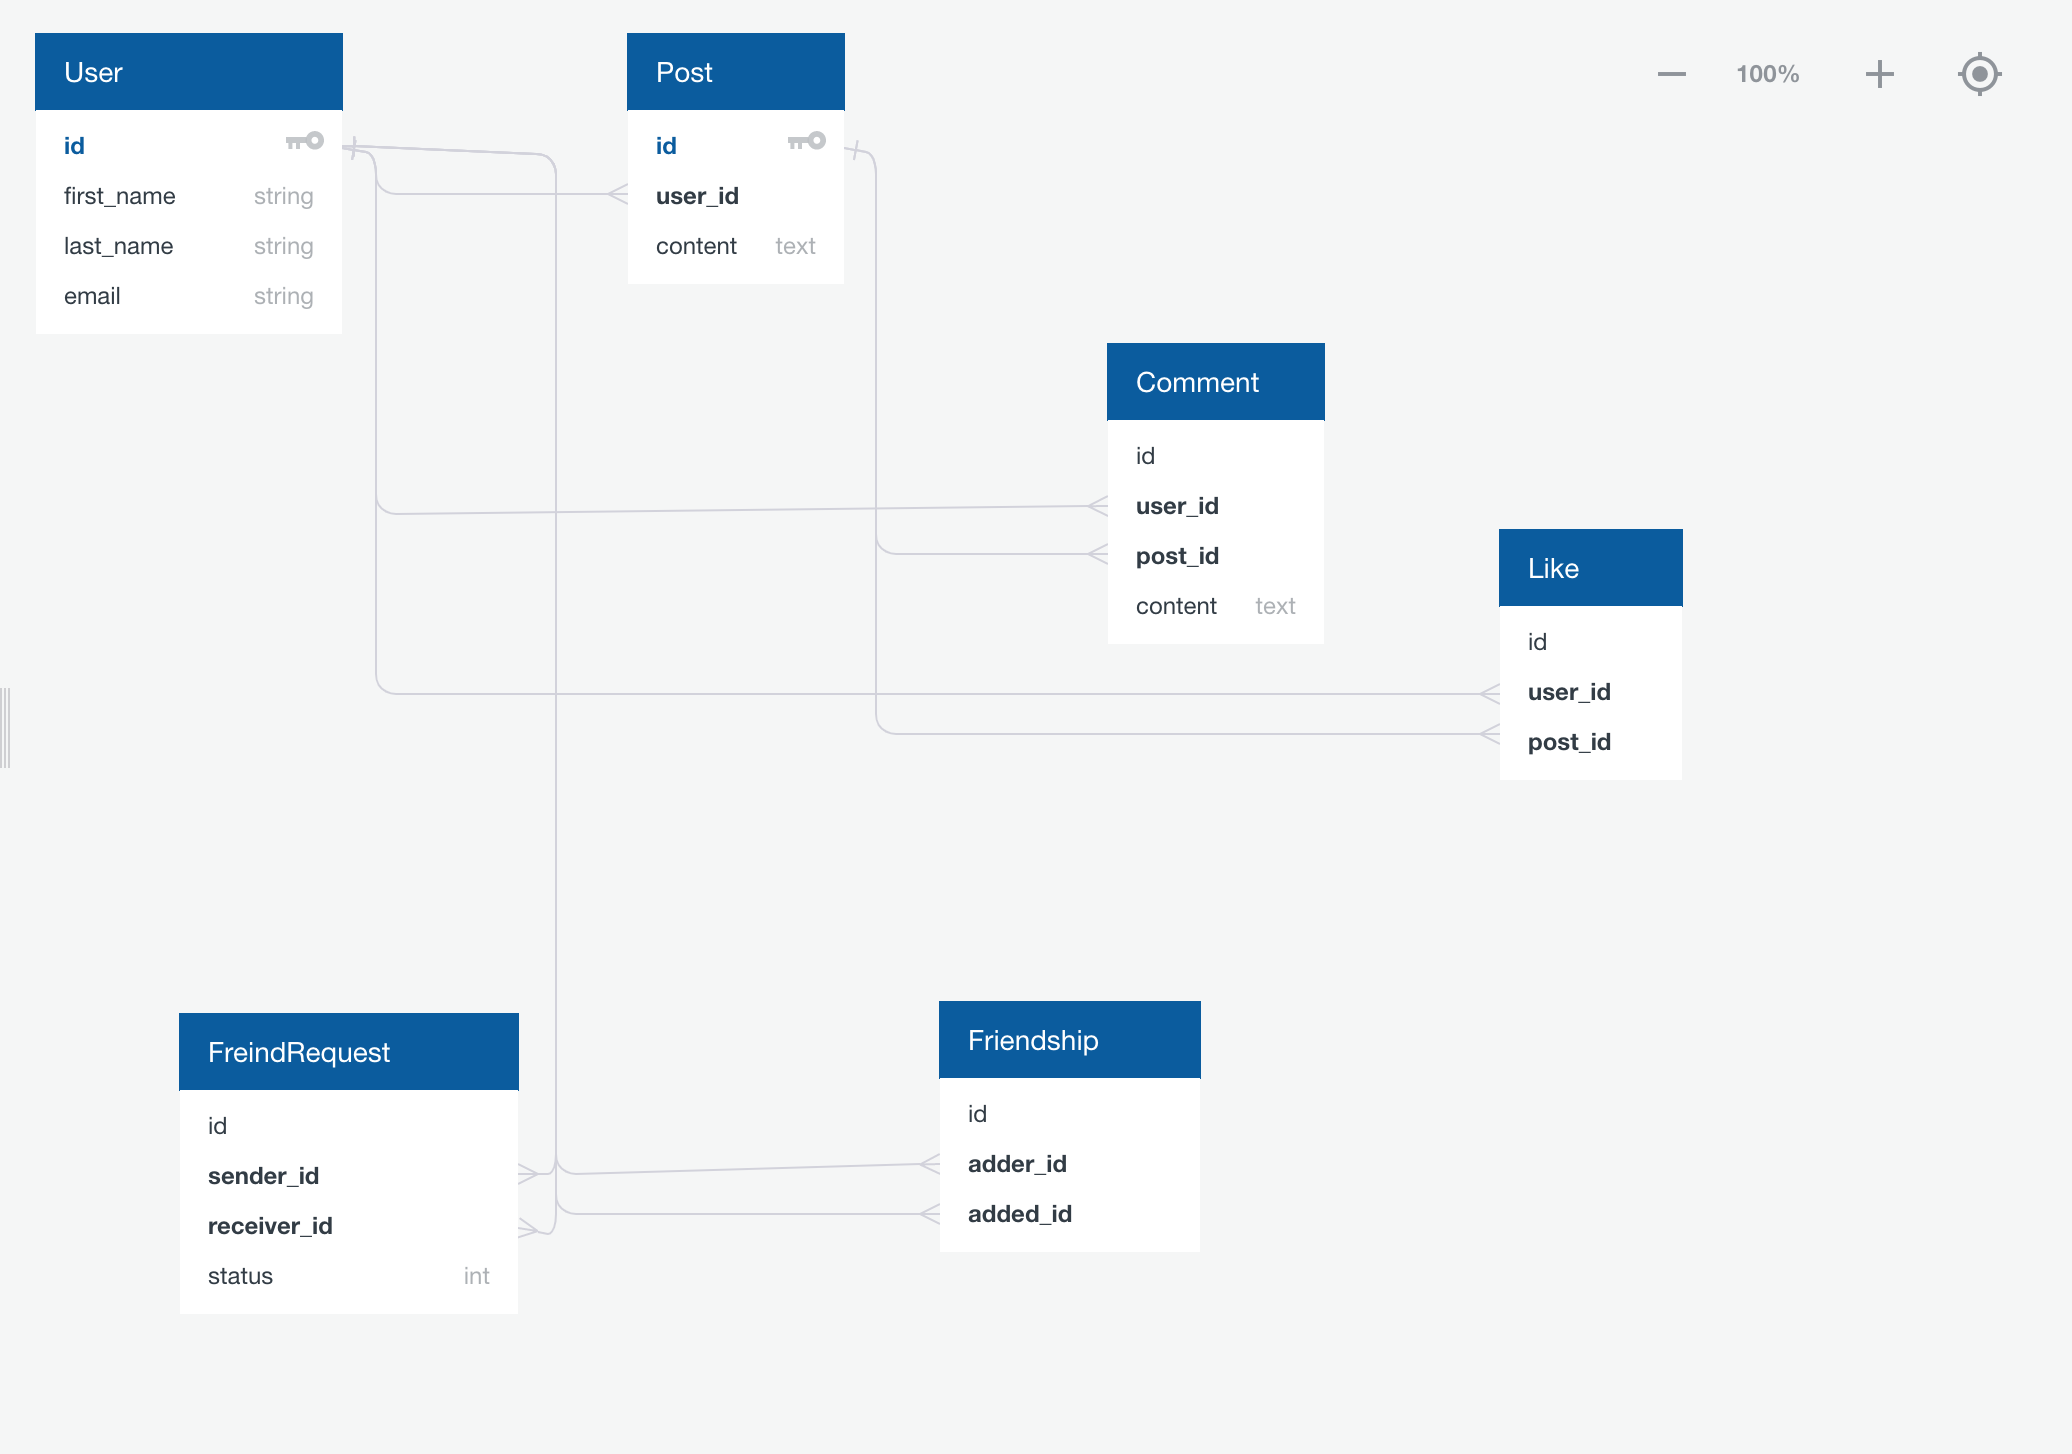 User
id
first_name string
last_name string
email string
Post
id
user_id
content text
100%
Comment
id
user_id
post_id
content text
Like
id
user_id
post_id
FreindRequest
id
sender_id
receiver_id
status int
Friendship
id
adder_id
added_id